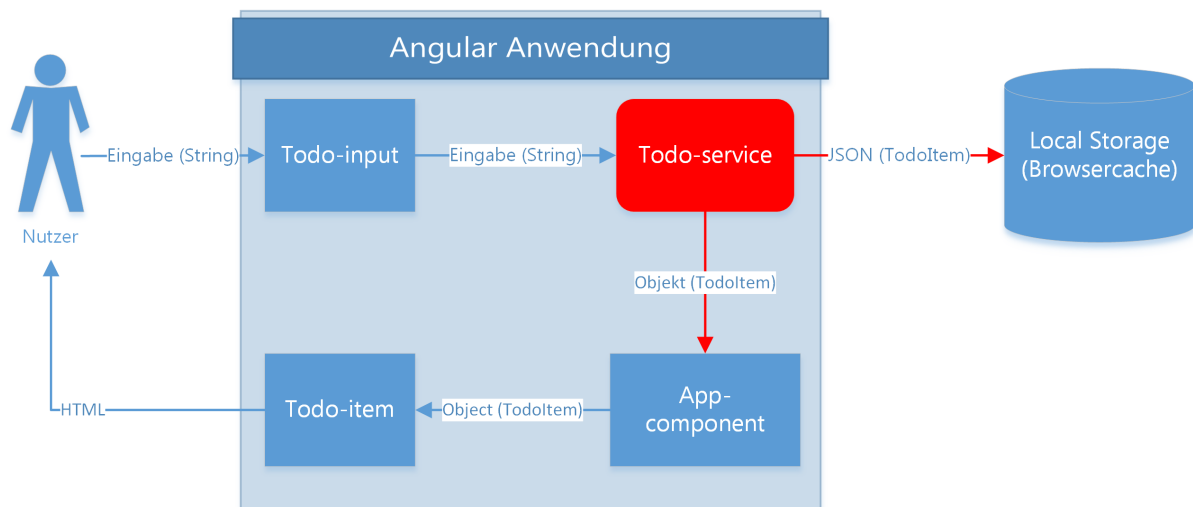 Angular Anwendung
Eingabe (String)
Todo-input
Eingabe (String)
Todo-service
JSON (TodoItem)
Local Storage
(Browsercache)
Nutzer
Objekt (TodoItem)
HTML
Todo-item
Object (TodoItem)
App-
component